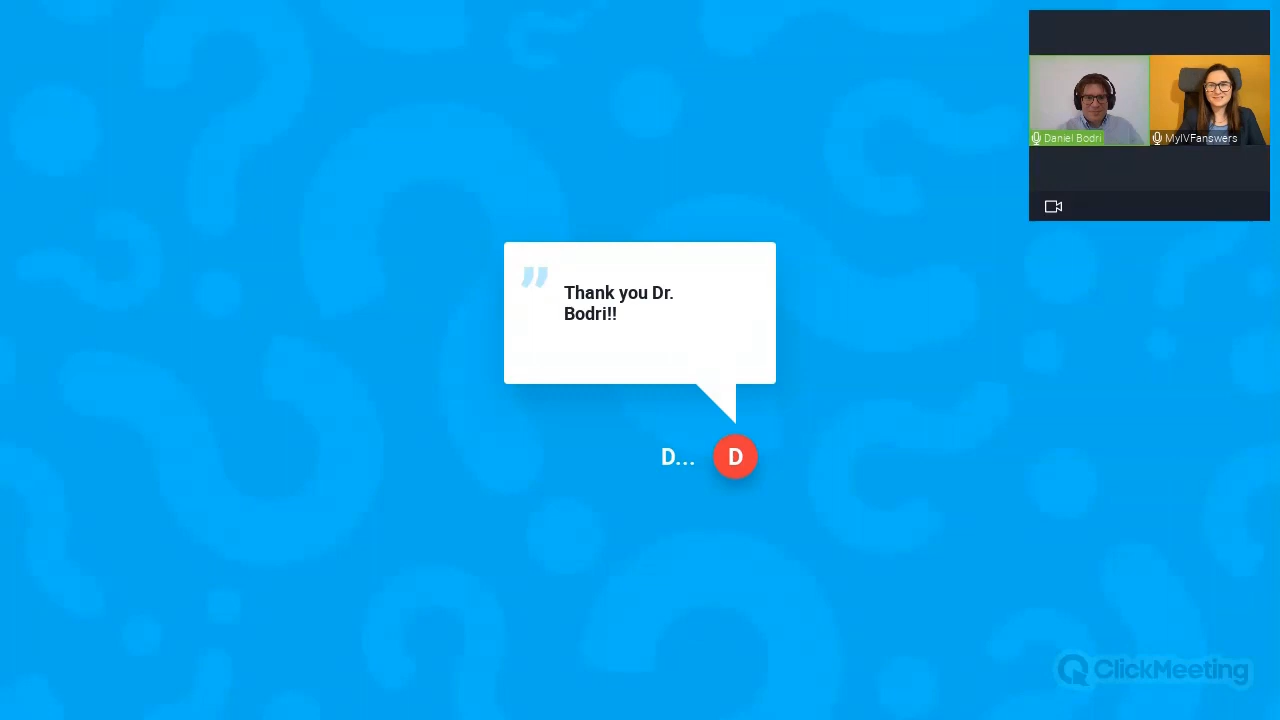 Daniel Bodri
MyIVFanswers
”
Thank you Dr.
Bodri!!
D...
D
ClickMeeting